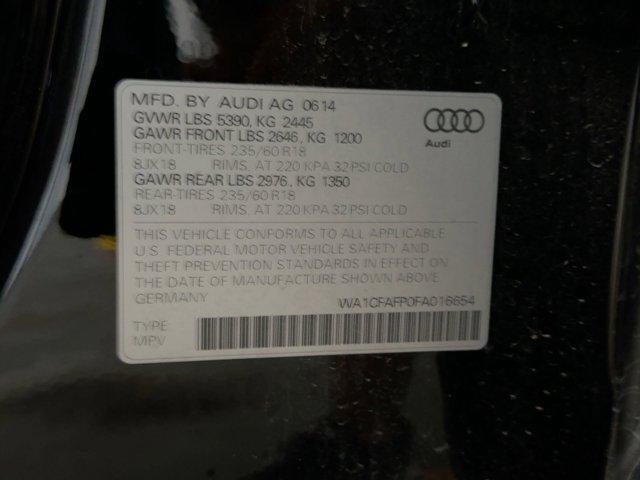 MFD. BY AUDI AG 06 14
GVWR LBS 5390, KG 2445
GAWR FRONT LBS 2646, KG 1200
FRONT-TIRES 235/60 R18
8JX18 RIMS. AT 220 KPA 32 PSI COLD
GAWR REAR LBS 2976, KG 1350
REAR-TIRES 235/60 R18
8JX18 RIMS. AT 220 KPA 32 PSI COLD
Audi
THIS VEHICLE CONFORMS TO ALL APPLICABLE
U.S. FEDERAL MOTOR VEHICLE SAFETY AND
THEFT PREVENTION STANDARDS IN EFFECT ON
THE DATE OF MANUFACTURE SHOWN ABOVE
GERMANY
WA1CFAFP0FA016654
TYPE:
MPV